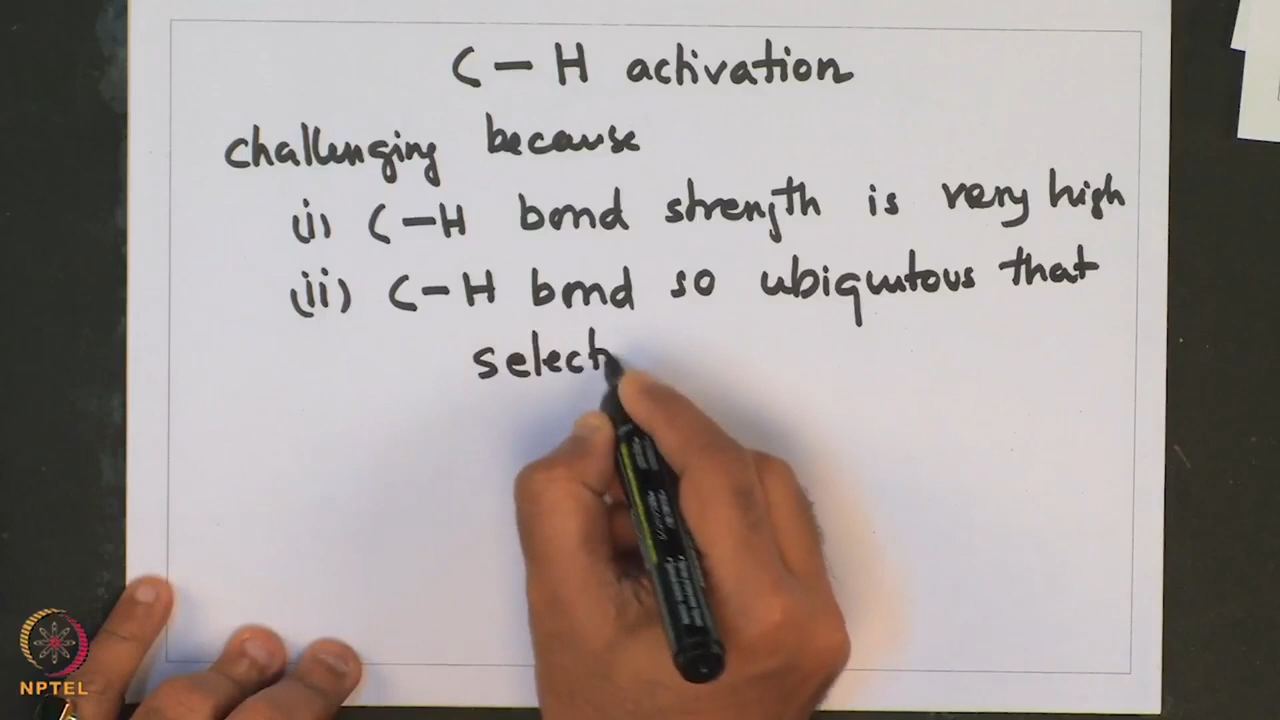 C-H activation
challenging because
(i) C-H bond strength is very high
(ii) C-H bond so ubiquitous that
select
NPTEL